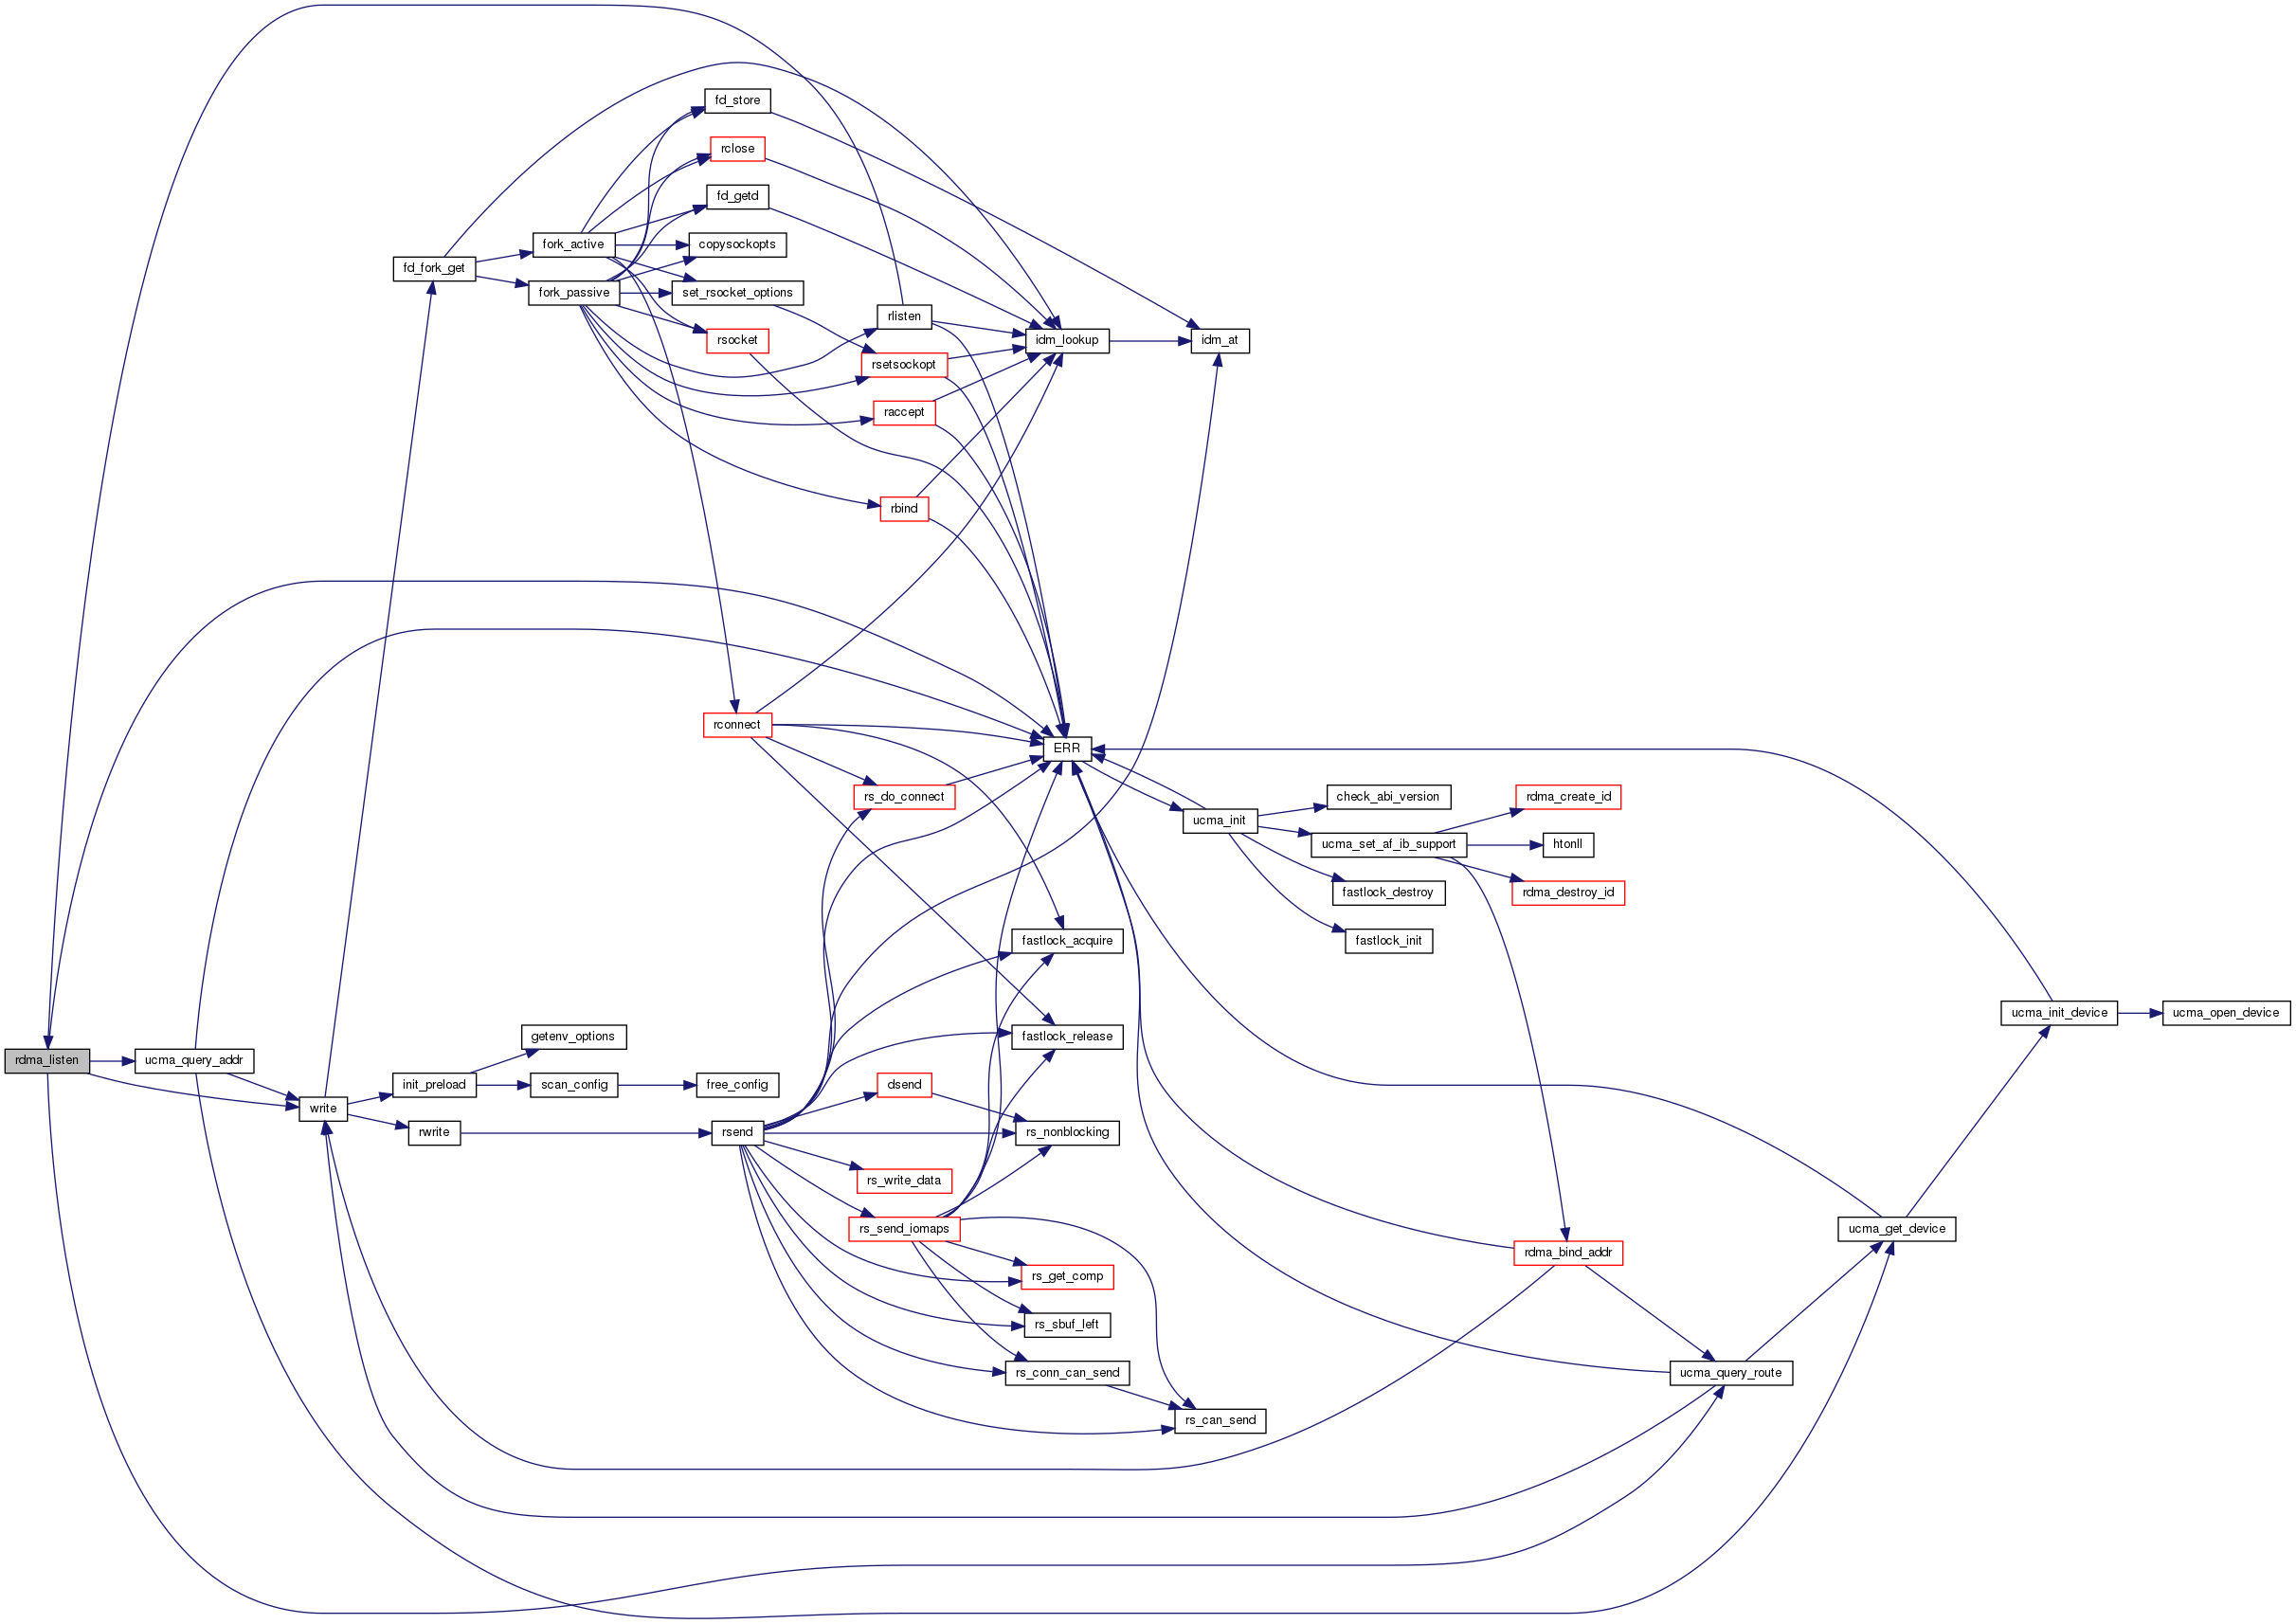 fd_store
rclose
fd_getd
fork_active
copysockopts
fd_fork_get
fork_passive
set_rsocket_options
rlisten
rsocket
idm_lookup
idm_at
rsetsockopt
raccept
rbind
rconnect
ERR
rs_do_connect
check_abi_version
rdma_create_id
ucma_init
ucma_set_af_ib_support
htonll
fastlock_destroy
rdma_destroy_id
fastlock_acquire
fastlock_init
ucma_init_device
ucma_open_device
getenv_options
fastlock_release
rdma_listen
ucma_query_addr
init_preload
scan_config
free_config
dsend
write
rwrite
rsend
rs_nonblocking
rs_write_data
rs_send_iomaps
ucma_get_device
rdma_bind_addr
rs_get_comp
rs_sbuf_left
rs_conn_can_send
ucma_query_route
rs_can_send